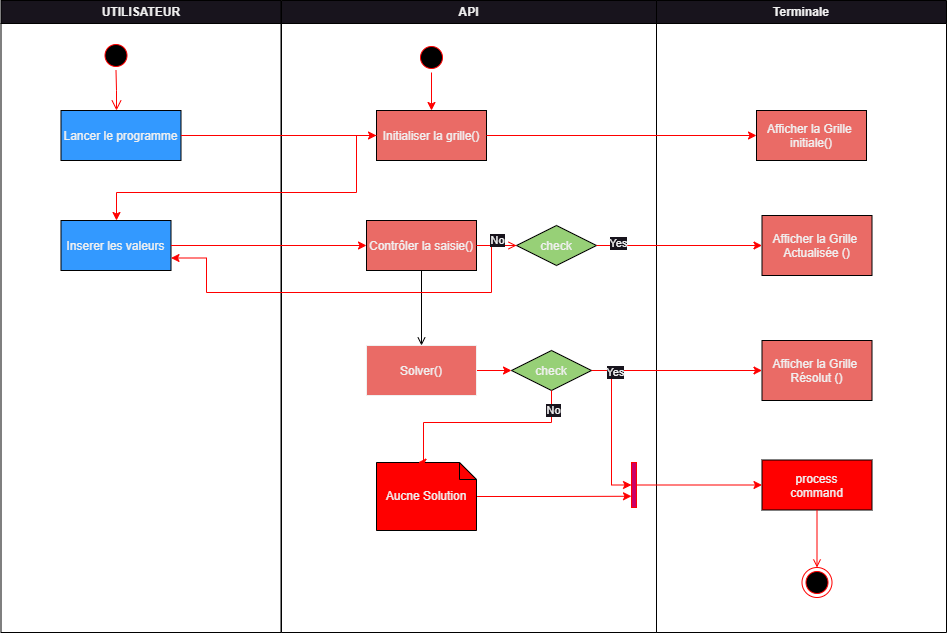 UTILISATEUR
API
Terminale
Lancer le programme
Initialiser la grille()
Afficher la Grille
initiale()
Inserer les valeurs
Contrôler la saisie()
No
check
Yes
Afficher la Grille
Actualisée ()
Solver()
check
Yes
Afficher la Grille
Résolut ()
No
Aucne Solution
process
command